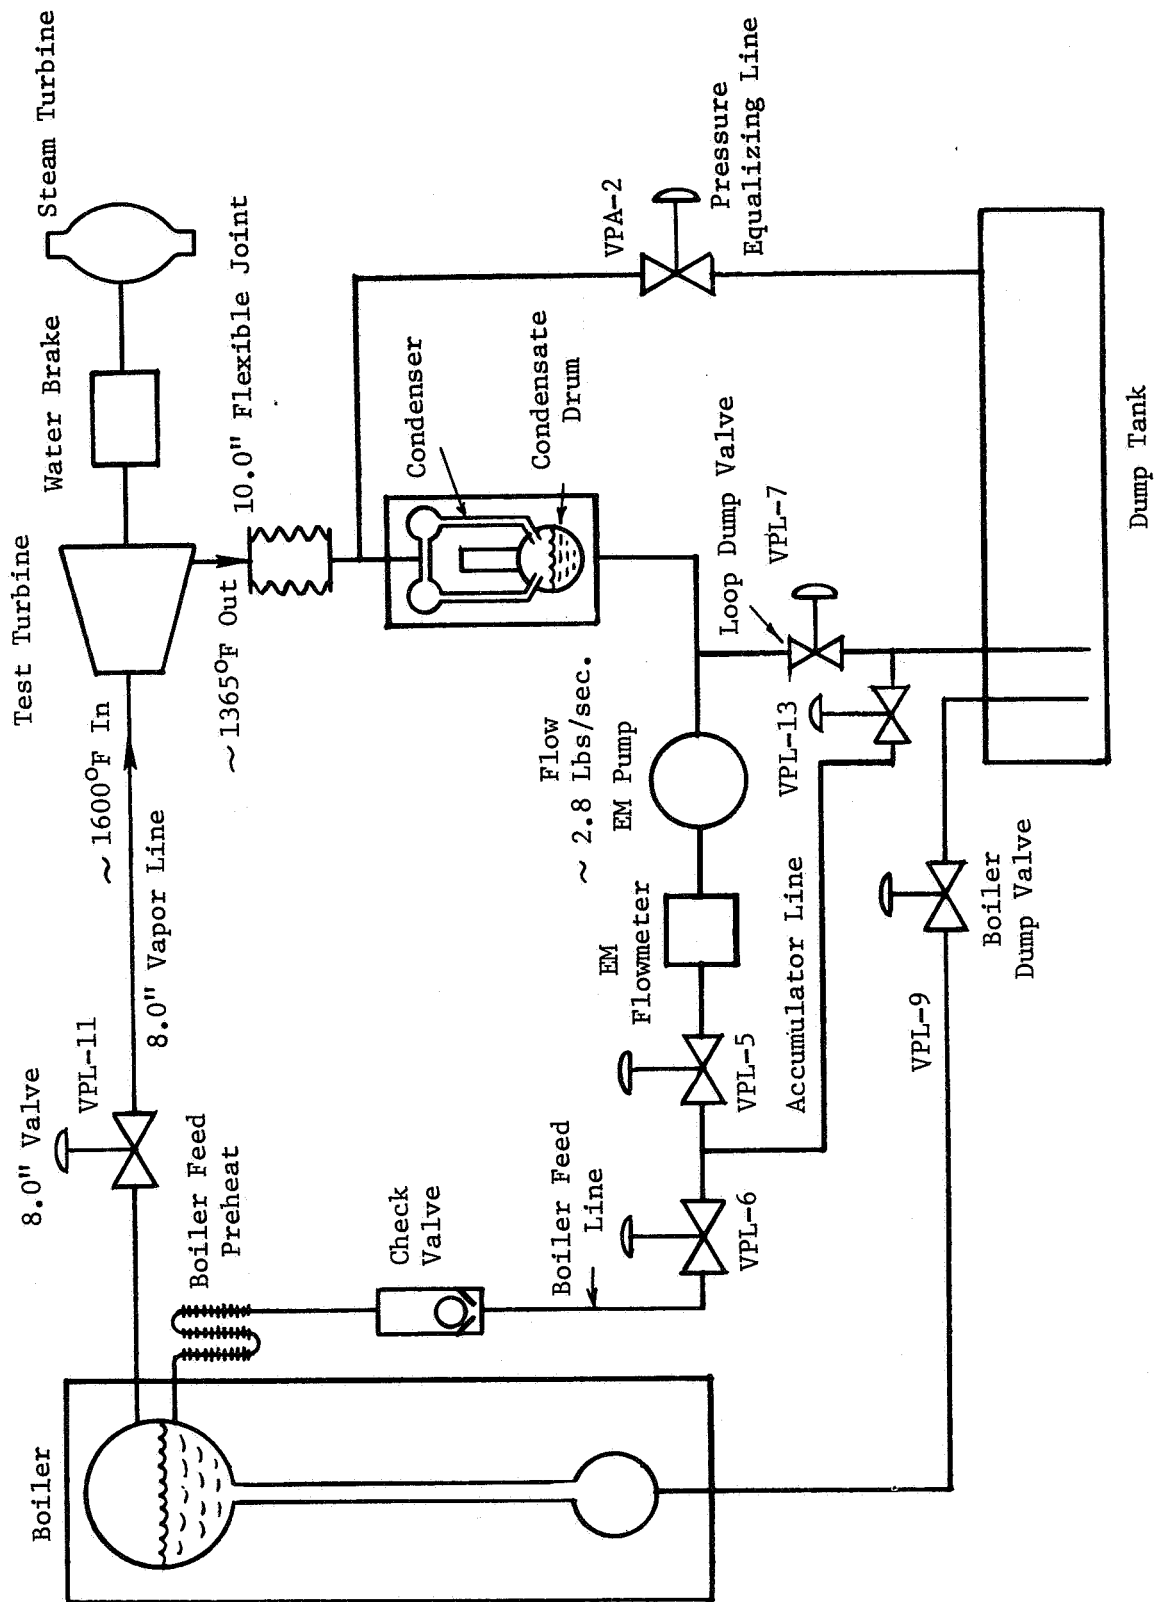 Steam Turbine
Water Brake
Test Turbine
~1600°F In
8.0" Vapor Line
8.0" Valve
VPL-11
~1365°F Out
10.0" Flexible Joint
Condenser
Condensate
Drum
VPA-2
Pressure
Equalizing Line
Boiler
Boiler Feed
Preheat
Check
Valve
Boiler Feed
Line
VPL-6
VPL-5
EM
Flowmeter
Flow
~ 2.8 Lbs/sec.
EM Pump
Loop Dump Valve
VPL-7
VPL-13
Accumulator Line
VPL-9
Boiler
Dump Valve
Dump Tank